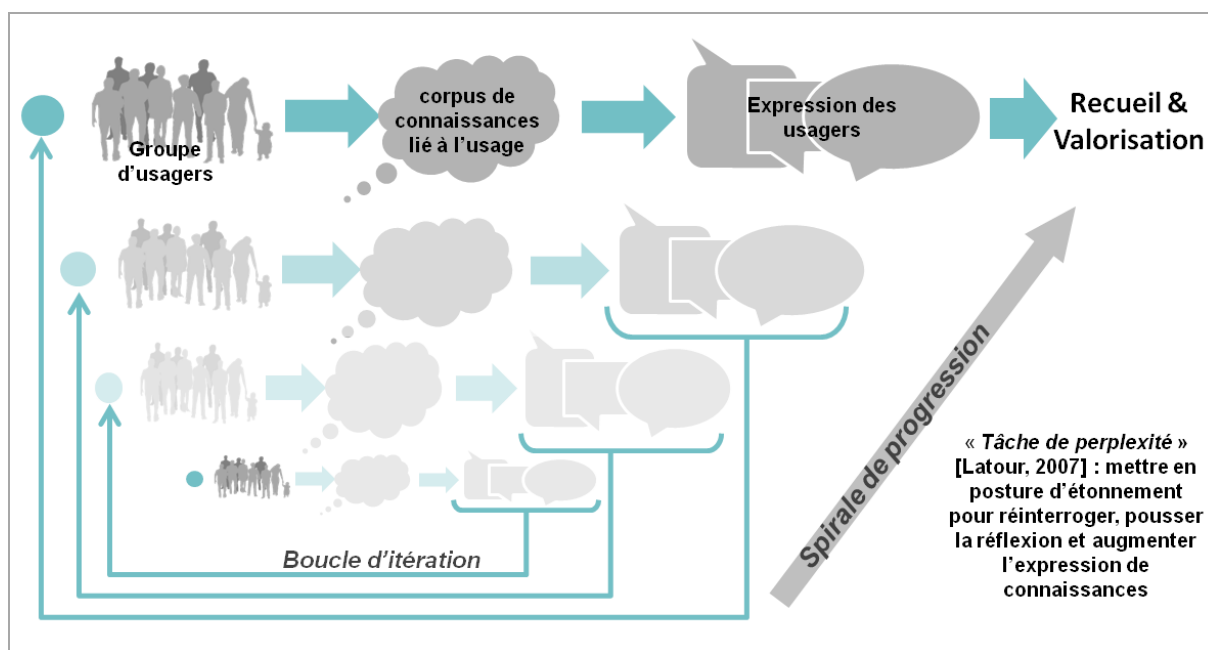 Groupe
d'usagers
corpus de
connaissances
lié à l'usage
Expression des
usagers
Recueil &
Valorisation
Boucle d'itération
Spirale de progression
« Tâche de perplexité »
[Latour, 2007] : mettre en
posture d'étonnement
pour réinterroger, pousser
la réflexion et augmenter
l'expression de
connaissances